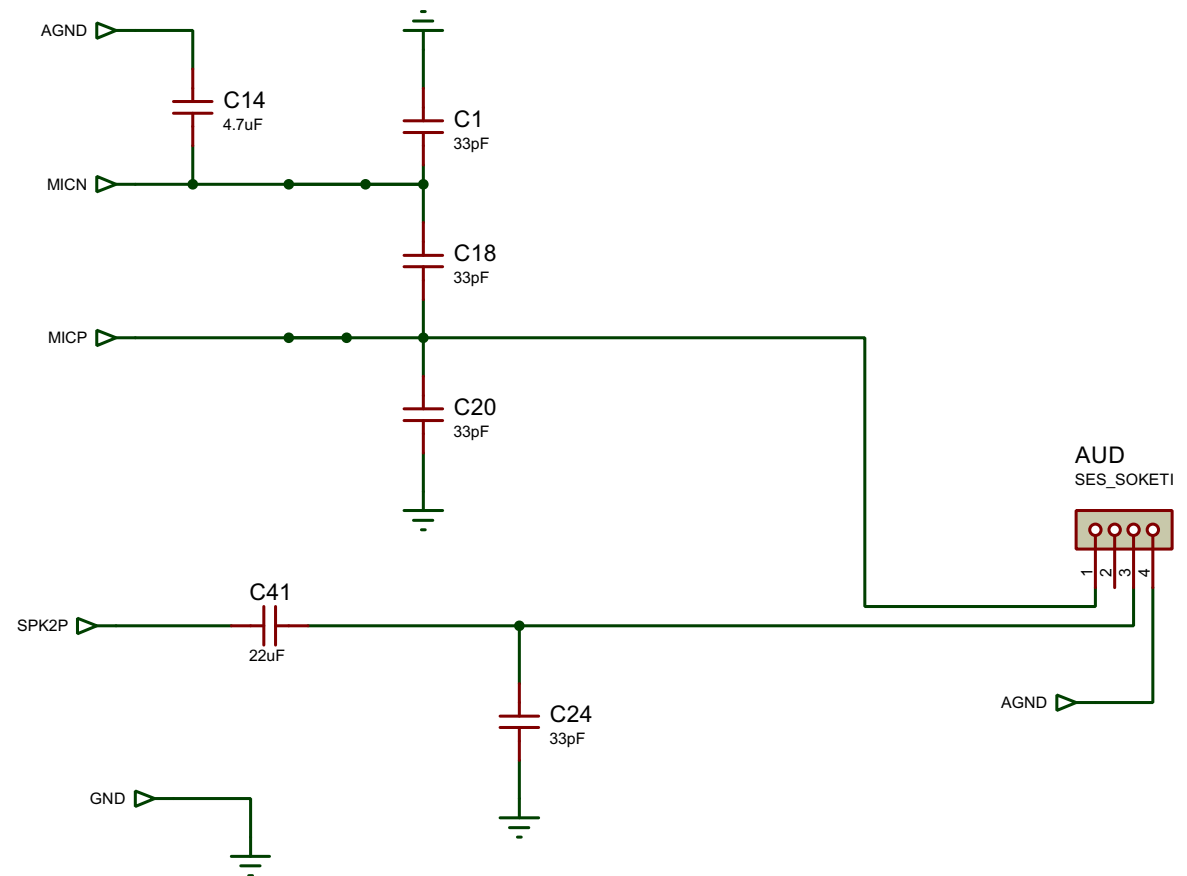 AGND
C14
4.7uF
C1
33pF
MICN
C18
33pF
MICP
C20
33pF
AUD
SES_SOKETI
1
2
3
4
C41
SPK2P
22uF
AGND
C24
33pF
GND